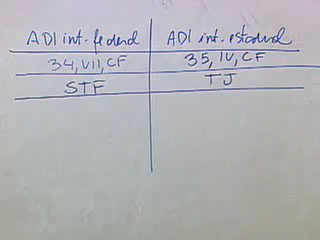 ADI int. federal ADI int. estadual
34, VII, CF 35, IV, CF
STF TJ